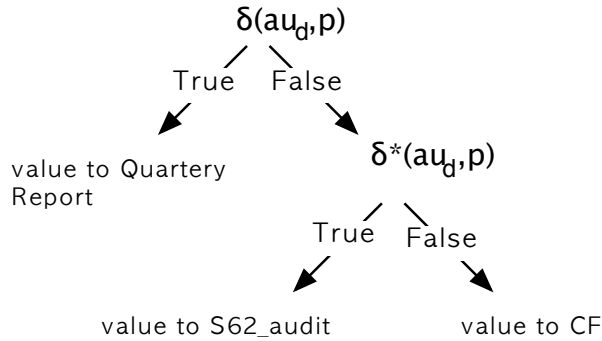 δ(au_d,p)
True False
value to Quartery
Report
δ*(au_d,p)
True False
value to S62_audit
value to CF